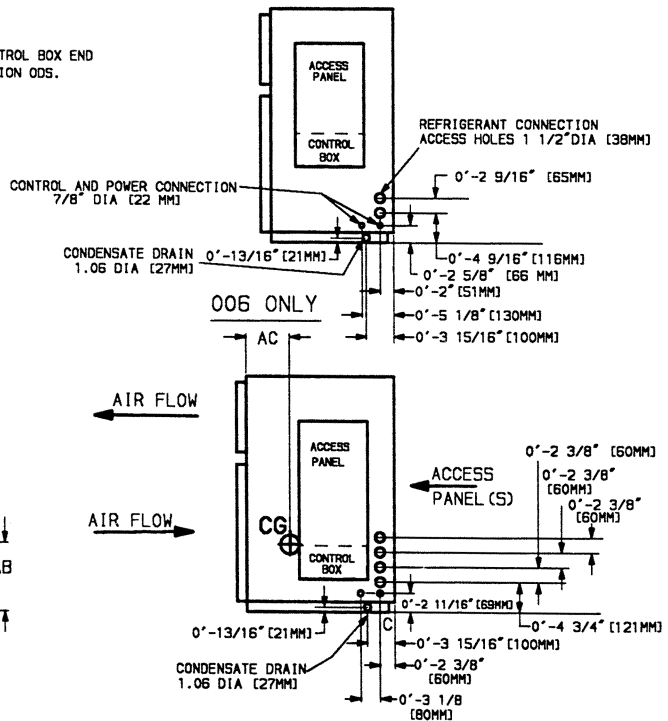 TROL BOX END
ION ODS.
ACCESS
PANEL
CONTROL
BOX
REFRIGERANT CONNECTION
ACCESS HOLES 1 1/2"DIA [38MM]
0'-2 9/16" [65MM]
CONTROL AND POWER CONNECTION
7/8" DIA [22 MM]
CONDENSATE DRAIN
1.06 DIA [27MM]
0'-13/16" [21MM]
0'-4 9/16" [116MM]
0'-2 5/8" [66 MM]
0'-2" [51MM]
0'-5 1/8" [130MM]
0'-3 15/16" [100MM]
006 ONLY
AC
AIR FLOW
ACCESS
PANEL
ACCESS
PANEL(S)
0'-2 3/8" [60MM]
0'-2 3/8"
[60MM]
0'-2 3/8"
[60MM]
AIR FLOW
CG
CONTROL
BOX
AB
0'-2 11/16" [69MM]
C
0'-13/16" [21MM]
0'-4 3/4" [121MM]
0'-3 15/16" [100MM]
CONDENSATE DRAIN
1.06 DIA [27MM]
0'-2 3/8"
[60MM]
0'-3 1/8
[80MM]